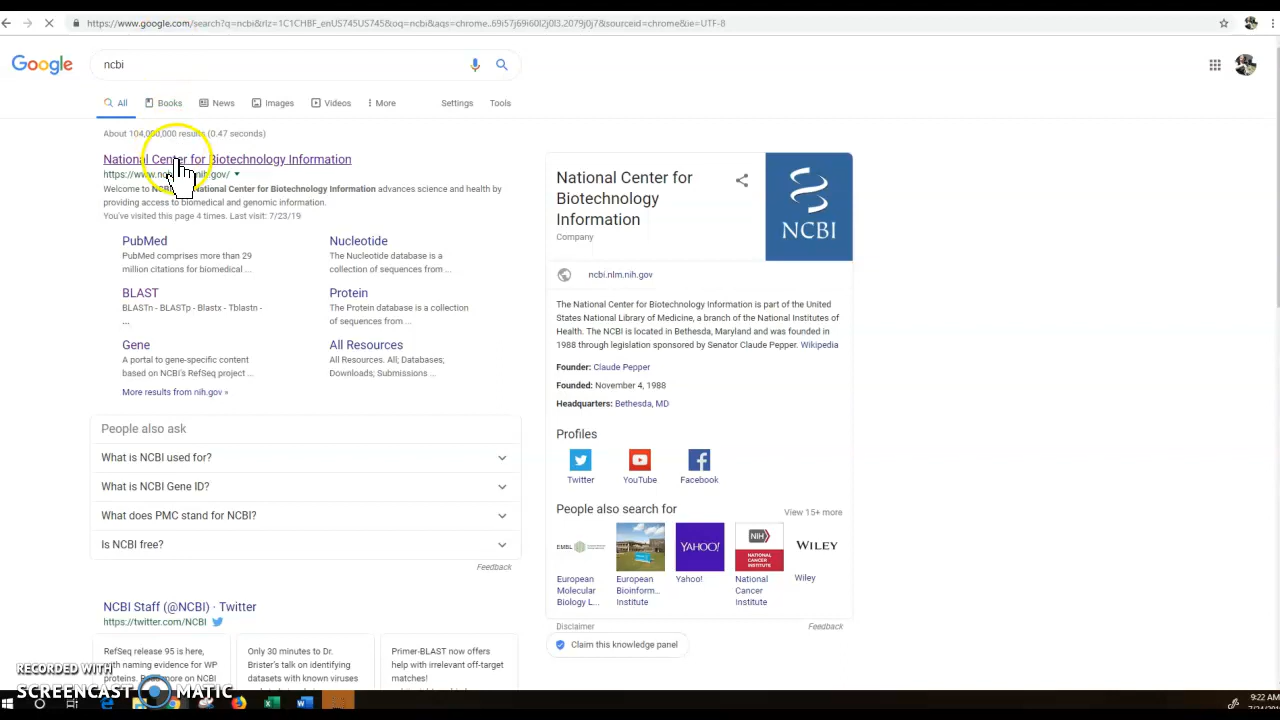 https://www.google.com/search?q=ncbi&rlz=1C1CHBF_enUS745US745&oq=ncbi&aqs=chrome..69i57j69i60l2j0l3.2079j0j7&sourceid=chrome&ie=UTF-8
Google
ncbi
All
Books
News
Images
Videos
More
Settings
Tools
About 104,000,000 results (0.47 seconds)
National Center for Biotechnology Information
https://www.nih.gov/
Welcome to National Center for Biotechnology Information advances science and health by
providing access to biomedical and genomic information.
You've visited this page 4 times. Last visit: 7/23/19
PubMed
PubMed comprises more than 29
million citations for biomedical ...
Nucleotide
The Nucleotide database is a
collection of sequences from ...
BLAST
BLASTn - BLASTp - Blastx - Tblastn -
...
Protein
The Protein database is a collection
of sequences from ...
Gene
A portal to gene-specific content
based on NCBI's RefSeq project ...
All Resources
All Resources. All; Databases;
Downloads; Submissions ...
More results from nih.gov »
People also ask
What is NCBI used for?
What is NCBI Gene ID?
What does PMC stand for NCBI?
Is NCBI free?
Feedback
NCBI Staff (@NCBI) · Twitter
https://twitter.com/NCBI
RefSeq release 95 is here,
with naming evidence for WP
proteins. Read more on NCBI
Only 30 minutes to Dr.
Brister's talk on identifying
datasets with known viruses
Primer-BLAST now offers
help with irrelevant off-target
matches!
National Center for
Biotechnology
Information
Company
NCBI
ncbi.nlm.nih.gov
The National Center for Biotechnology Information is part of the United
States National Library of Medicine, a branch of the National Institutes of
Health. The NCBI is located in Bethesda, Maryland and was founded in
1988 through legislation sponsored by Senator Claude Pepper. Wikipedia
Founder: Claude Pepper
Founded: November 4, 1988
Headquarters: Bethesda, MD
Profiles
Twitter
YouTube
Facebook
People also search for
View 15+ more
EMBL
YAHOO!
NIH
NATIONAL
CANCER
INSTITUTE
WILEY
European
Molecular
Biology L...
European
Bioinform...
Institute
Yahoo!
National
Cancer
Institute
Wiley
Disclaimer
Feedback
Claim this knowledge panel
RECORDED WITH
SCREENCAST MATIC
9:22 AM